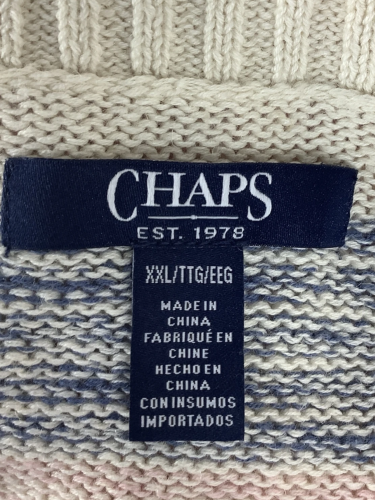 CHAPS
EST. 1978
XXL/TTG/EEG
MADE IN
CHINA
FABRIQUÉ EN
CHINE
HECHO EN
CHINA
CON INSUMOS
IMPORTADOS